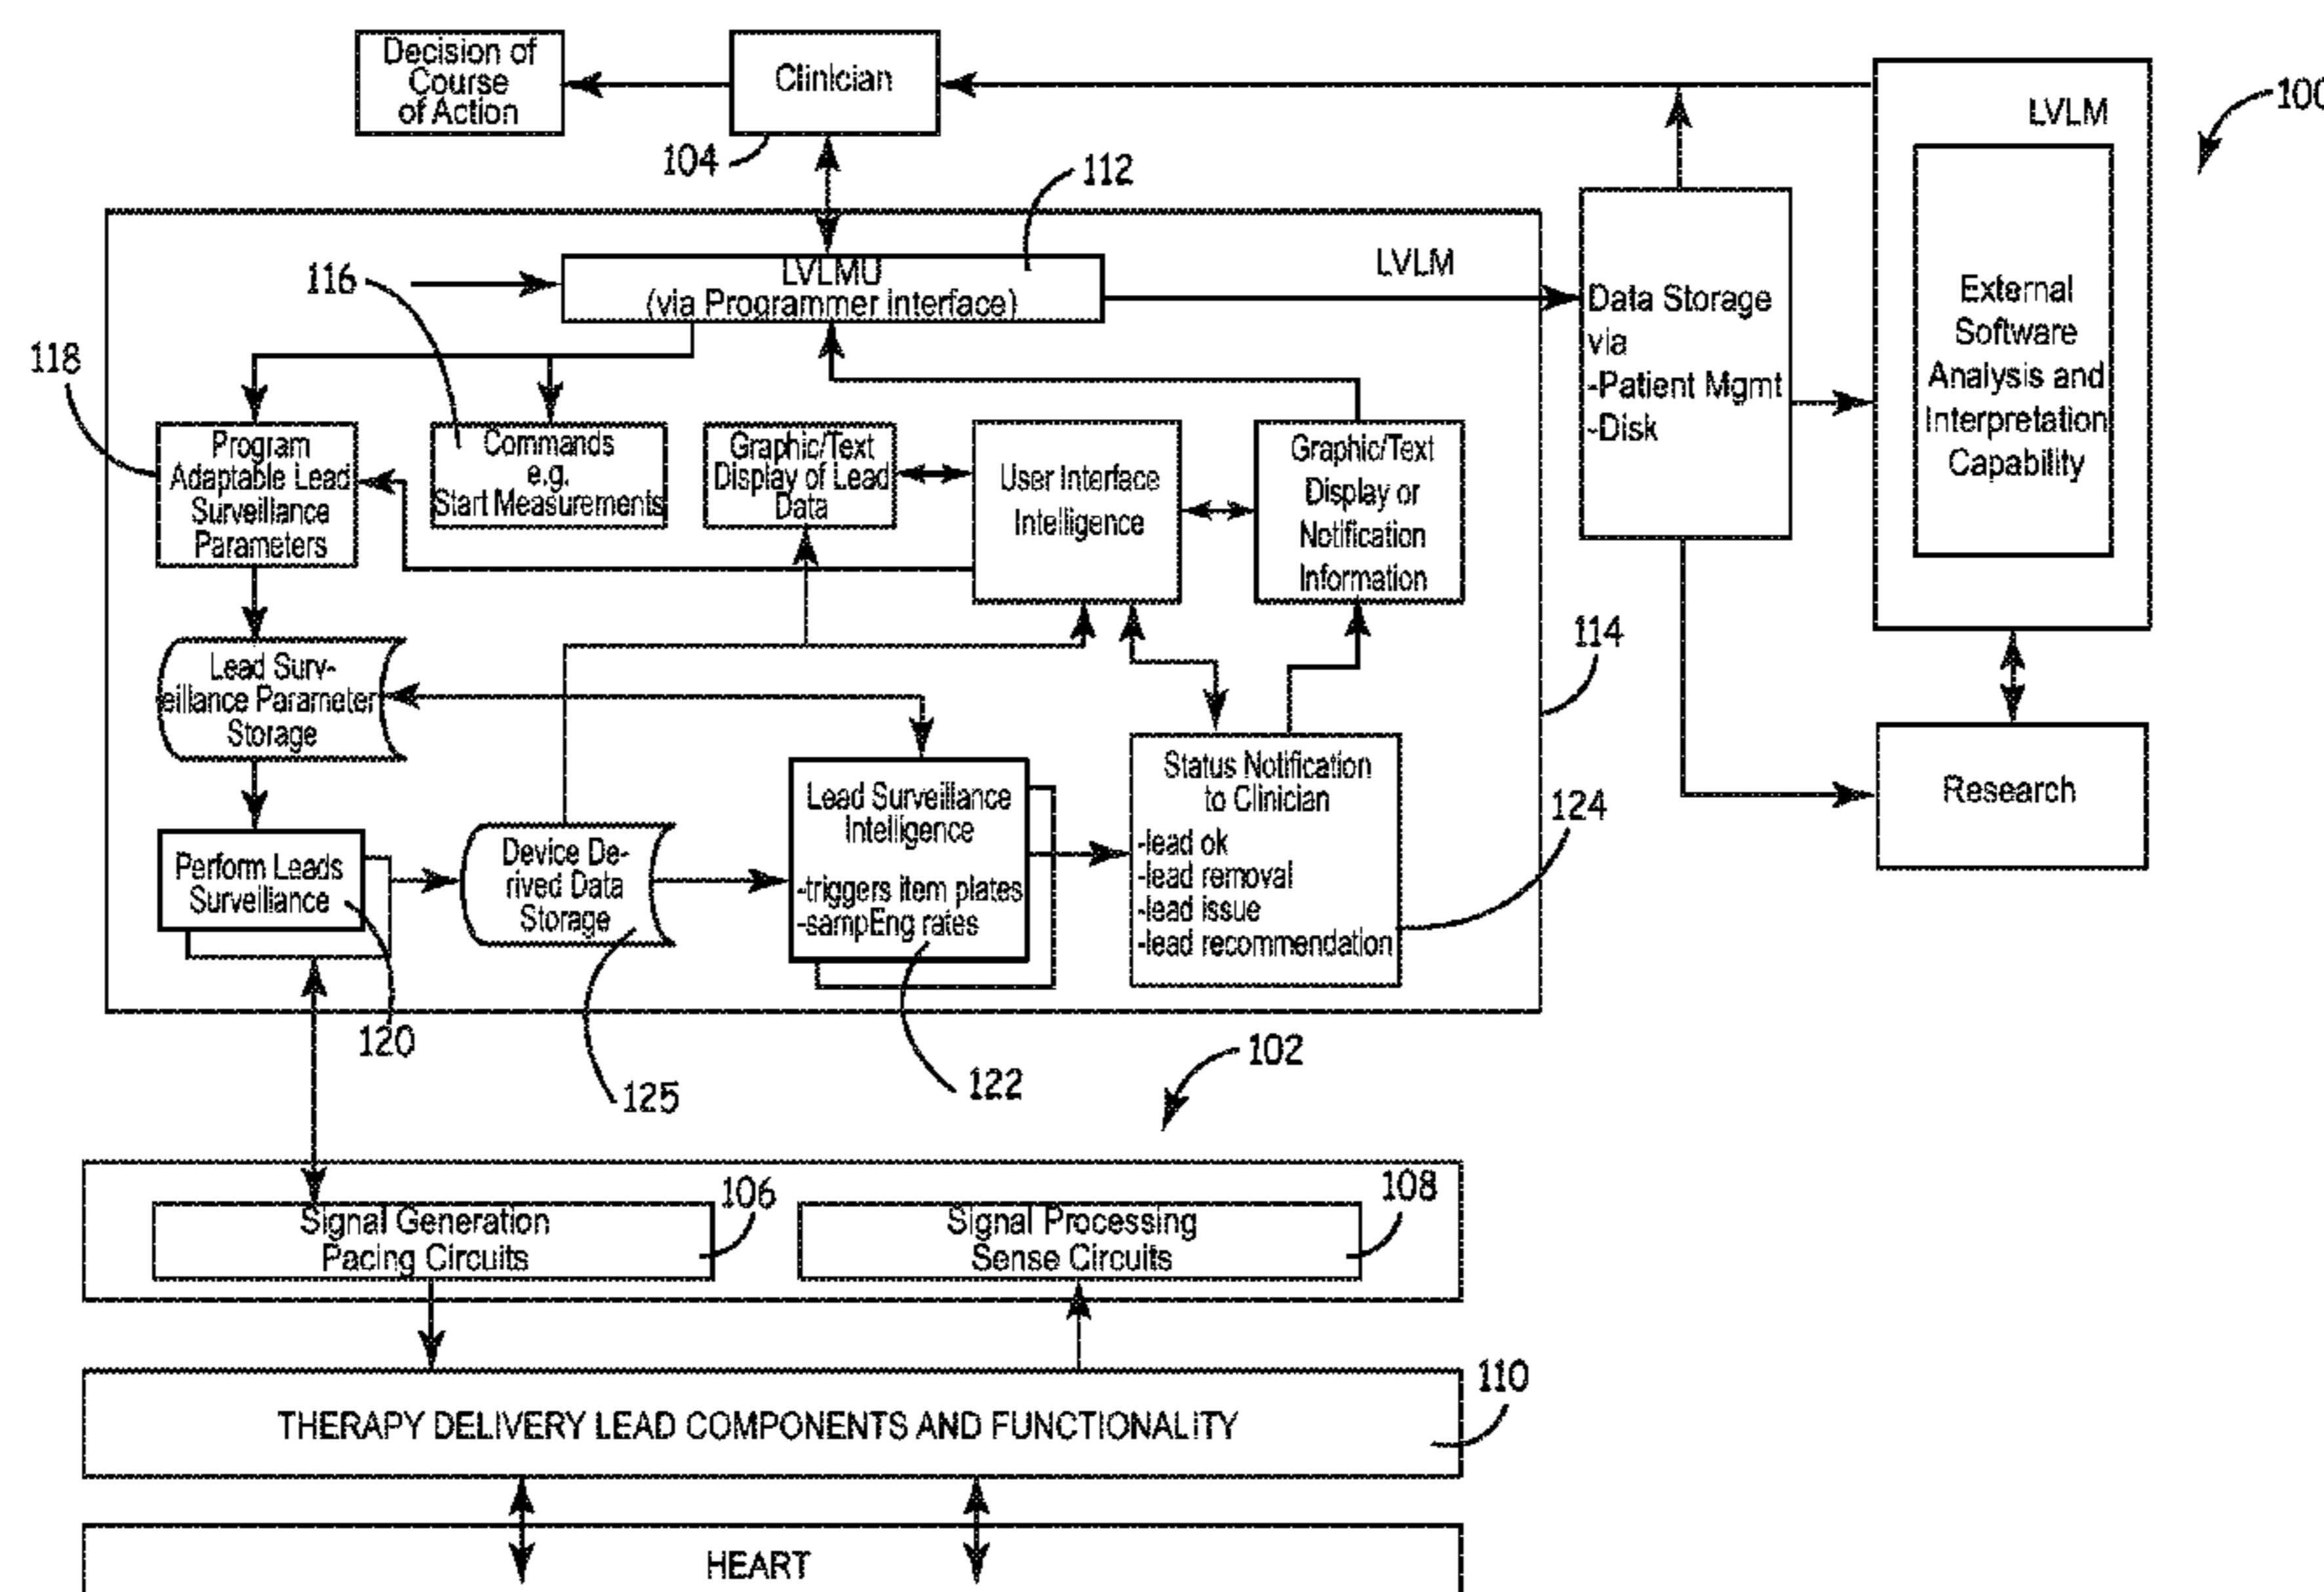 Decision of
Course
of Action
Clinician
104
112
LVLM
100
External
Software
Analysis and
Interpretation
Capability
LVLMU
(via Programmer interface)
LVLM
116
118
Data Storage
via
-Patient Mgmt
-Disk
Program
Adaptable Lead
Surveillance
Parameters
Commands
e.g.
Start Measurements
Graphic/Text
Display of Lead
Data
User Interface
Intelligence
Graphic/Text
Display or
Notification
Information
114
Lead Surv-
eillance Parameter
Storage
Research
Perform Leads
Surveillance
Device De-
rived Data
Storage
Lead Surveillance
Intelligence
-triggers item plates
-sampEng rates
Status Notification
to Clinician
-lead ok
-lead removal
-lead issue
-lead recommendation
124
120
125
122
102
Signal Generation
Pacing Circuits
106
Signal Processing
Sense Circuits
108
THERAPY DELIVERY LEAD COMPONENTS AND FUNCTIONALITY
110
HEART